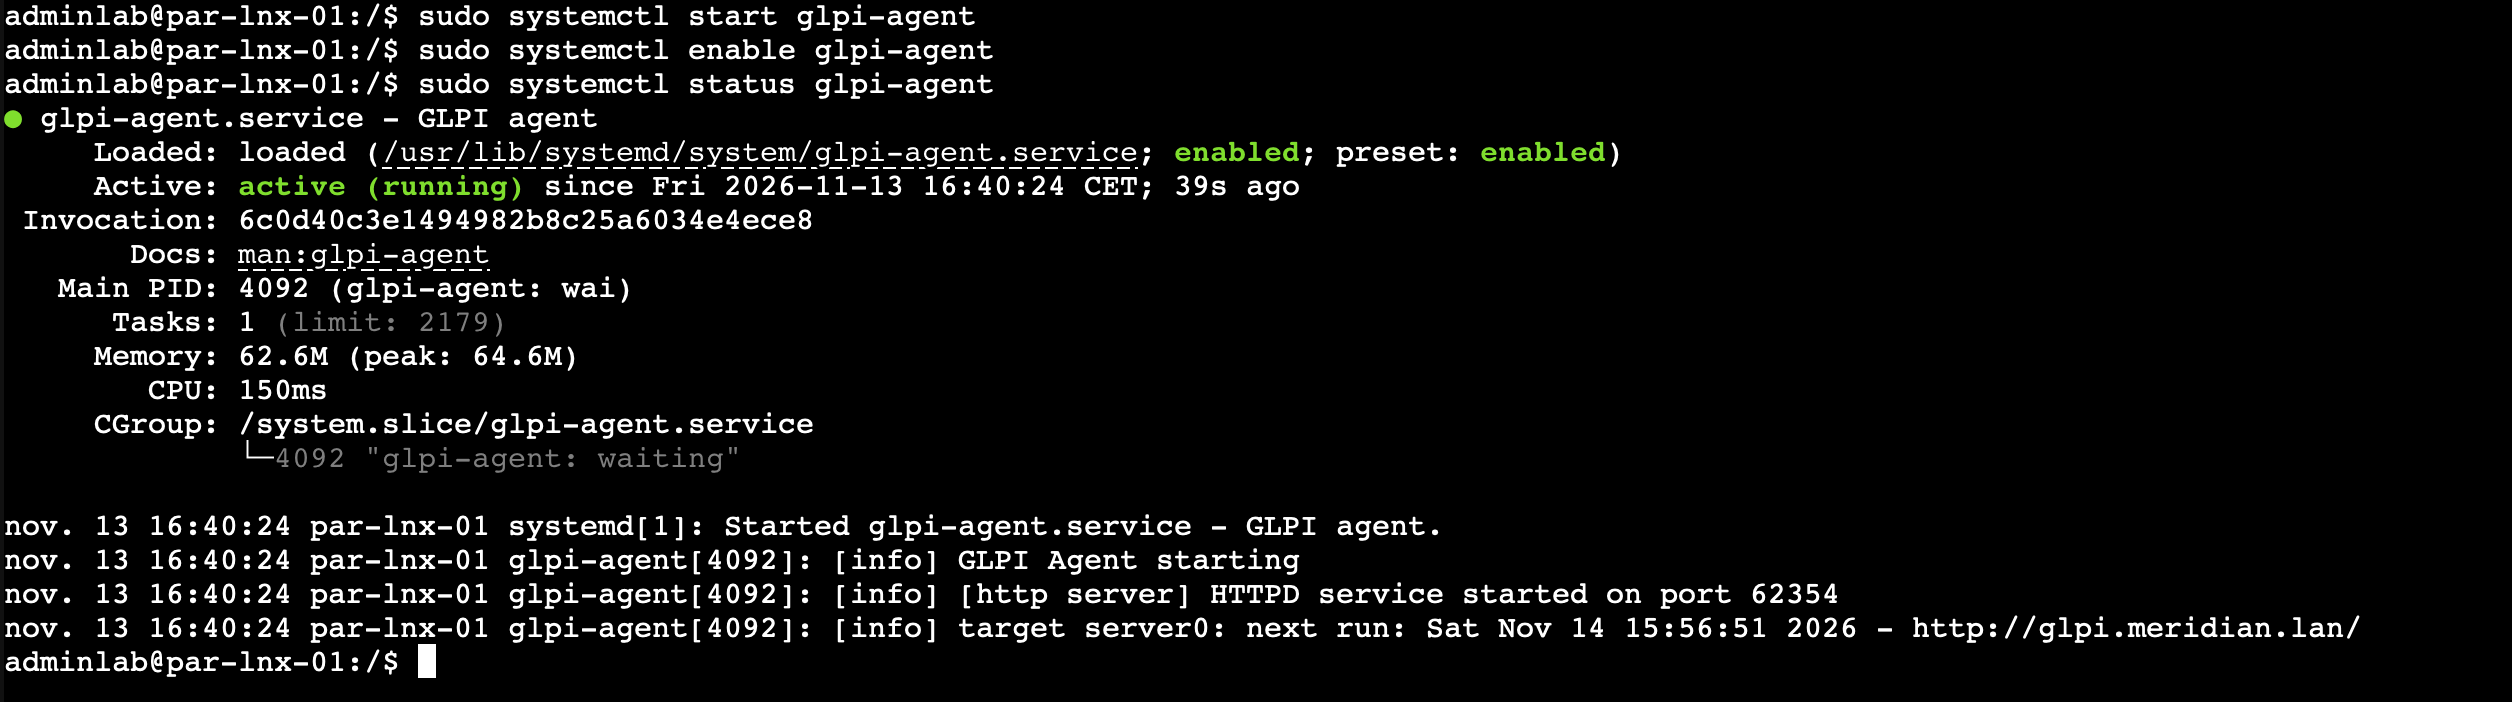 adminlab@par-lnx-01:/$ sudo systemctl start glpi-agent
adminlab@par-lnx-01:/$ sudo systemctl enable glpi-agent
adminlab@par-lnx-01:/$ sudo systemctl status glpi-agent
● glpi-agent.service - GLPI agent
     Loaded: loaded (/usr/lib/systemd/system/glpi-agent.service; enabled; preset: enabled)
     Active: active (running) since Fri 2026-11-13 16:40:24 CET; 39s ago
 Invocation: 6c0d40c3e1494982b8c25a6034e4ece8
       Docs: man:glpi-agent
   Main PID: 4092 (glpi-agent: wai)
      Tasks: 1 (limit: 2179)
     Memory: 62.6M (peak: 64.6M)
        CPU: 150ms
     CGroup: /system.slice/glpi-agent.service
             └─4092 "glpi-agent: waiting"

nov. 13 16:40:24 par-lnx-01 systemd[1]: Started glpi-agent.service - GLPI agent.
nov. 13 16:40:24 par-lnx-01 glpi-agent[4092]: [info] GLPI Agent starting
nov. 13 16:40:24 par-lnx-01 glpi-agent[4092]: [info] [http server] HTTPD service started on port 62354
nov. 13 16:40:24 par-lnx-01 glpi-agent[4092]: [info] target server0: next run: Sat Nov 14 15:56:51 2026 - http://glpi.meridian.lan/
adminlab@par-lnx-01:/$